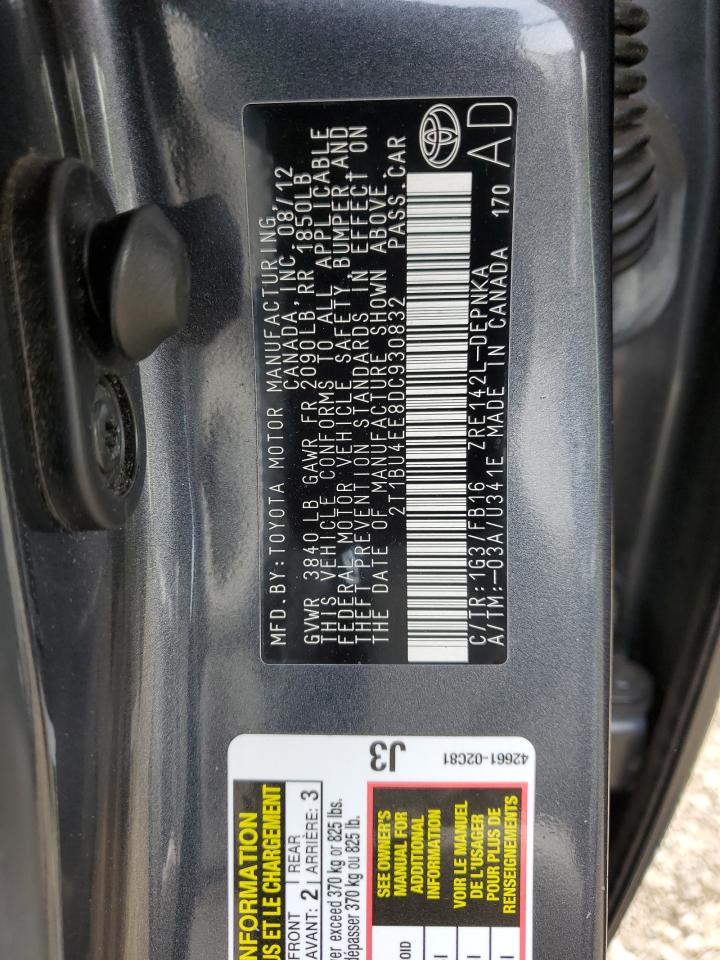 MFD.BY:TOYOTA MOTOR MANUFACTURING,
CANADA, INC. 08/12
GVWR 3840LB GAWR FR 2090LB,RR 1850LB
THIS VEHICLE CONFORMS TO ALL APPLICABLE
FEDERAL MOTOR VEHICLE SAFETY, BUMPER,AND
THEFT PREVENTION STANDARDS IN EFFECT ON
THE DATE OF MANUFACTURE SHOWN ABOVE.
2T1BU4EE8DC930832 PASS.CAR
C/TR:1G3/FB16 ZRE142L-DEPNKA
A/TM:-03A/U341E MADE IN CANADA 170
AD
J3
42661-02C81
INFORMATION
US ET LE CHARGEMENT
FRONT
AVANT: 2
REAR
ARRIÈRE: 3
er exceed 370 kg or 825 lbs.
dépasser 370 kg ou 825 lb.
SEE OWNER'S
MANUAL FOR
ADDITIONAL
INFORMATION
VOIR LE MANUEL
DE L'USAGER
POUR PLUS DE
RENSEIGNEMENTS
OID